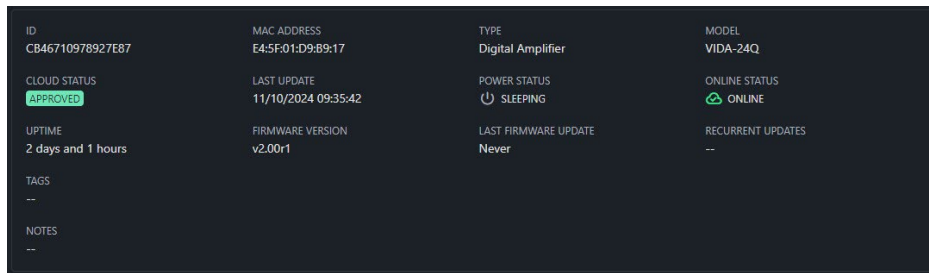 ID MAC ADDRESS TYPE MODEL
CB46710978927E87 E4:5F:01:D9:B9:17 Digital Amplifier VIDA-24Q
CLOUD STATUS LAST UPDATE POWER STATUS ONLINE STATUS
APPROVED 11/10/2024 09:35:42 SLEEPING ONLINE
UPTIME FIRMWARE VERSION LAST FIRMWARE UPDATE RECURRENT UPDATES
2 days and 1 hours v2.00r1 Never --
TAGS
--
NOTES
--